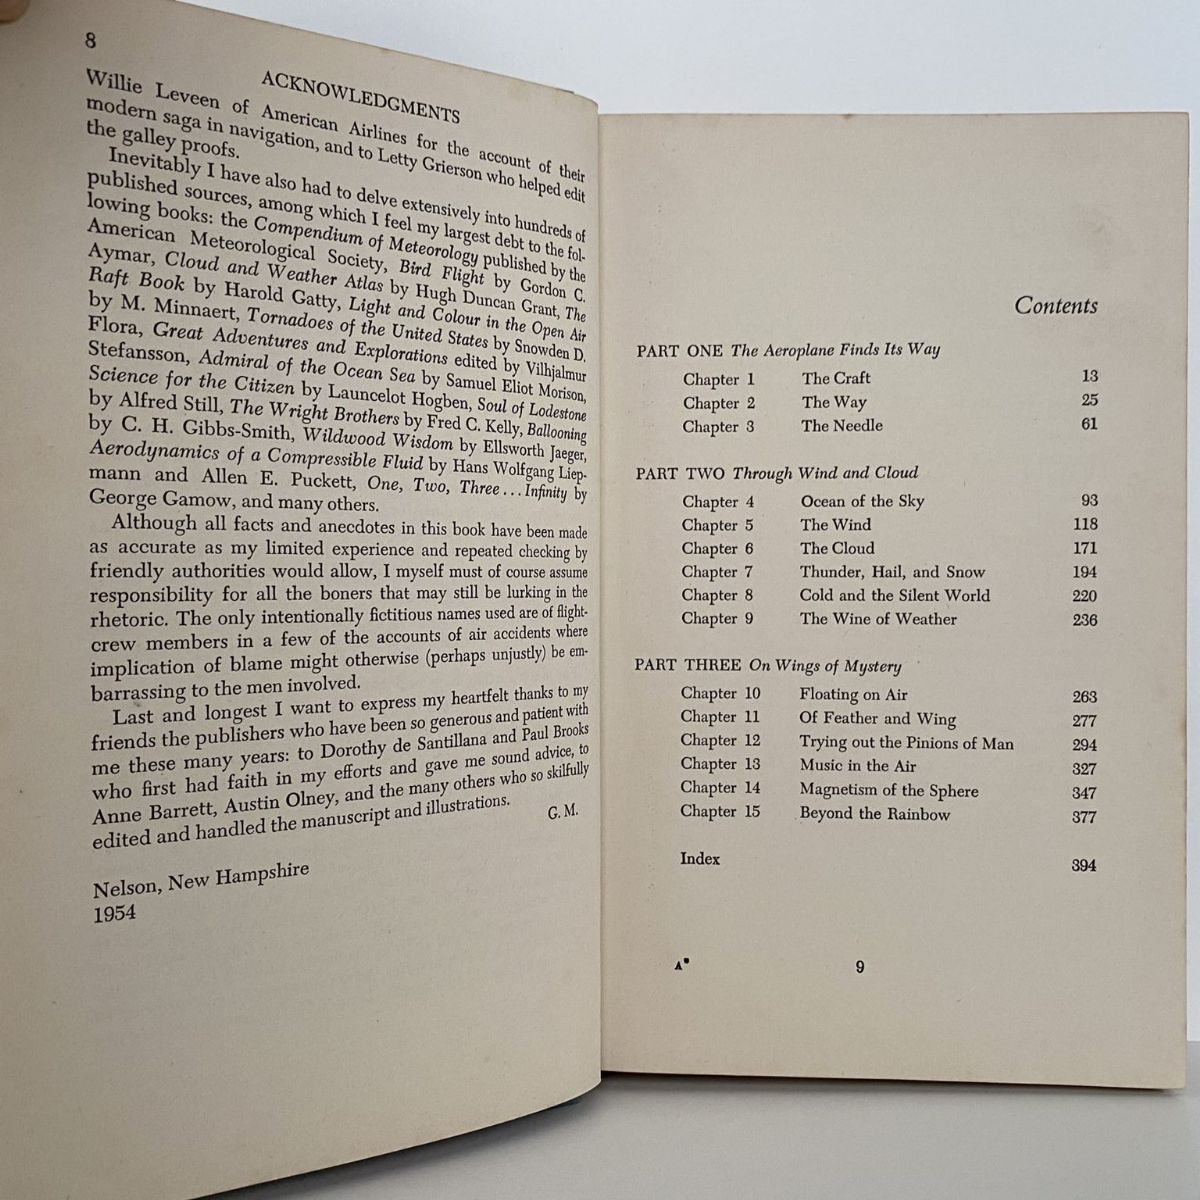 8
ACKNOWLEDGMENTS
Willie Leveen of American Airlines for the account of their
modern saga in navigation, and to Letty Grierson who helped edit
the galley proofs.
Inevitably I have also had to delve extensively into hundreds of
published sources, among which I feel my largest debt to the fol-
lowing books: the Compendium of Meteorology published by the
American Meteorological Society, Bird Flight by Gordon C.
Aymar, Cloud and Weather Atlas by Hugh Duncan Grant, The
Raft Book by Harold Gatty, Light and Colour in the Open Air
by M. Minnaert, Tornadoes of the United States by Snowden D.
Flora, Great Adventures and Explorations edited by Vilhjalmur
Stefansson, Admiral of the Ocean Sea by Samuel Eliot Morison,
Science for the Citizen by Launcelot Hogben, Soul of Lodestone
by Alfred Still, The Wright Brothers by Fred C. Kelly, Ballooning
by C. H. Gibbs-Smith, Wildwood Wisdom by Ellsworth Jaeger,
Aerodynamics of a Compressible Fluid by Hans Wolfgang Liep-
mann and Allen E. Puckett, One, Two, Three... Infinity by
George Gamow, and many others.
Although all facts and anecdotes in this book have been made
as accurate as my limited experience and repeated checking by
friendly authorities would allow, I myself must of course assume
responsibility for all the boners that may still be lurking in the
rhetoric. The only intentionally fictitious names used are of flight-
crew members in a few of the accounts of air accidents where
implication of blame might otherwise (perhaps unjustly) be em-
barrassing to the men involved.
Last and longest I want to express my heartfelt thanks to my
friends the publishers who have been so generous and patient with
me these many years: to Dorothy de Santillana and Paul Brooks
who first had faith in my efforts and gave me sound advice, to
Anne Barrett, Austin Olney, and the many others who so skilfully
edited and handled the manuscript and illustrations.
G. M.
Nelson, New Hampshire
1954
Contents
PART ONE The Aeroplane Finds Its Way
Chapter 1 The Craft 13
Chapter 2 The Way 25
Chapter 3 The Needle 61
PART TWO Through Wind and Cloud
Chapter 4 Ocean of the Sky 93
Chapter 5 The Wind 118
Chapter 6 The Cloud 171
Chapter 7 Thunder, Hail, and Snow 194
Chapter 8 Cold and the Silent World 220
Chapter 9 The Wine of Weather 236
PART THREE On Wings of Mystery
Chapter 10 Floating on Air 263
Chapter 11 Of Feather and Wing 277
Chapter 12 Trying out the Pinions of Man 294
Chapter 13 Music in the Air 327
Chapter 14 Magnetism of the Sphere 347
Chapter 15 Beyond the Rainbow 377
Index 394
A* 9